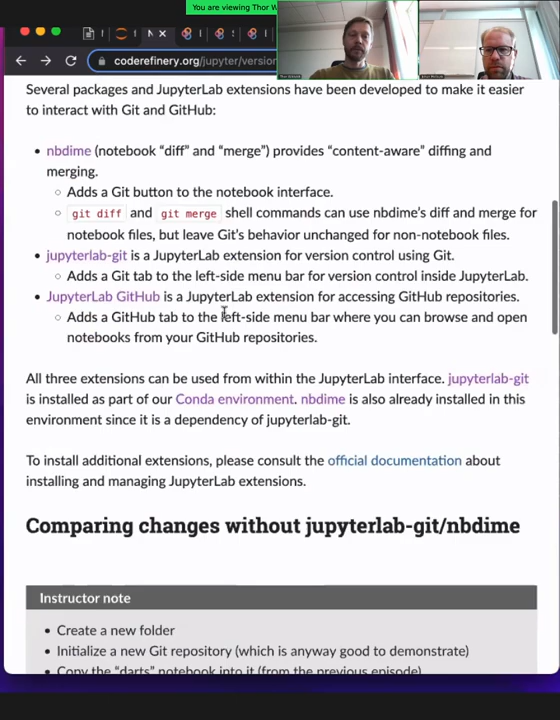 You are viewing Thor W
coderefinery.org/jupyter/version
Several packages and JupyterLab extensions have been developed to make it easier
to interact with Git and GitHub:
• nbdime (notebook “diff” and “merge”) provides “content-aware” diffing and
merging.
◦ Adds a Git button to the notebook interface.
◦ git diff and git merge shell commands can use nbdime's diff and merge for
notebook files, but leave Git's behavior unchanged for non-notebook files.
• jupyterlab-git is a JupyterLab extension for version control using Git.
◦ Adds a Git tab to the left-side menu bar for version control inside JupyterLab.
• JupyterLab GitHub is a JupyterLab extension for accessing GitHub repositories.
◦ Adds a GitHub tab to the left-side menu bar where you can browse and open
notebooks from your GitHub repositories.
All three extensions can be used from within the JupyterLab interface. jupyterlab-git
is installed as part of our Conda environment. nbdime is also already installed in this
environment since it is a dependency of jupyterlab-git.
To install additional extensions, please consult the official documentation about
installing and managing JupyterLab extensions.
Comparing changes without jupyterlab-git/nbdime
Instructor note
• Create a new folder
• Initialize a new Git repository (which is anyway good to demonstrate)
• Copy the “darts” notebook into it (from the previous episode)